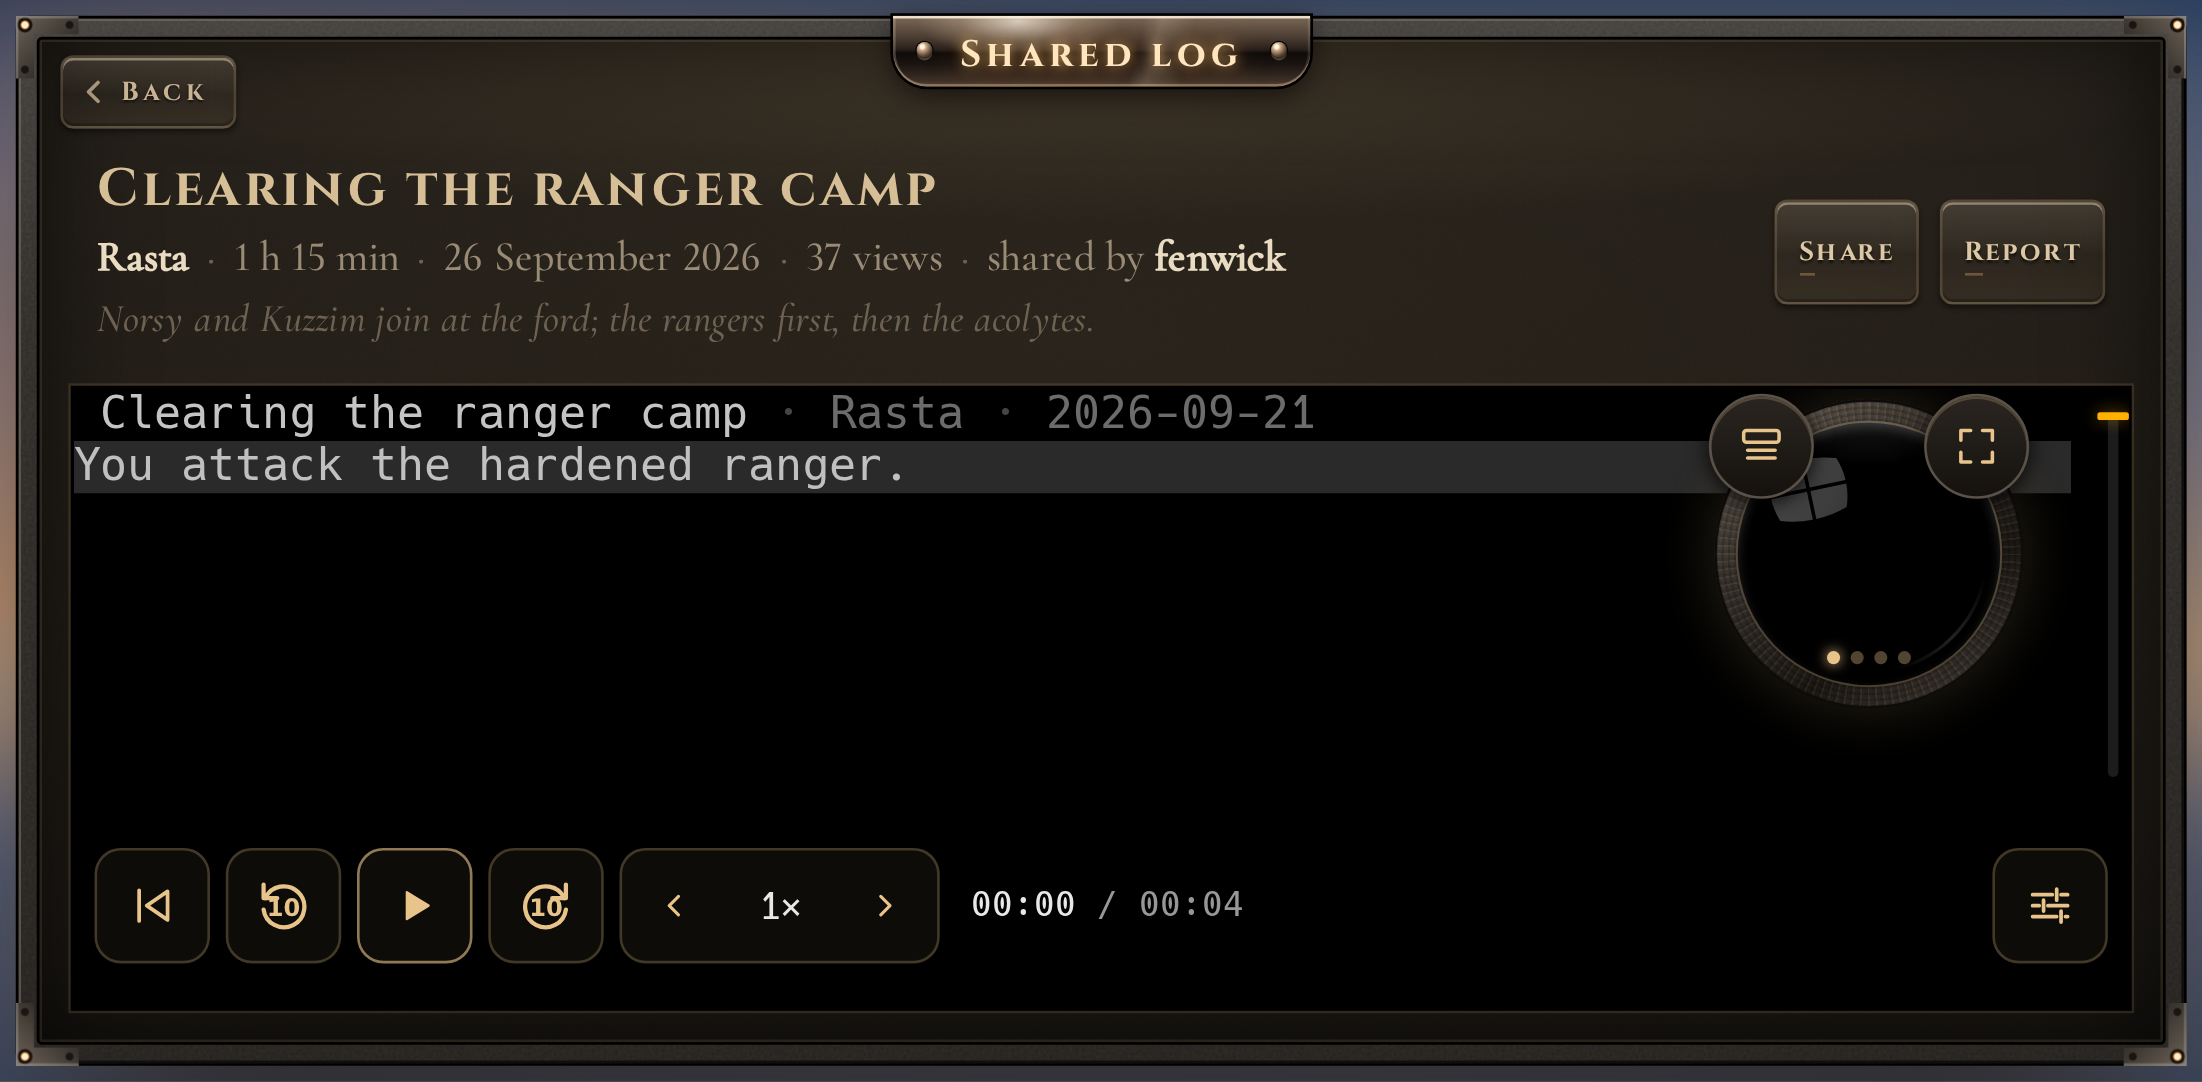 Shared log
Back
Clearing the ranger camp
Rasta · 1 h 15 min · 26 September 2026 · 37 views · shared by fenwick
Share
Report
Norsy and Kuzzim join at the ford; the rangers first, then the acolytes.
Clearing the ranger camp · Rasta · 2026-09-21
You attack the hardened ranger.
10
10
1×
00:00 / 00:04